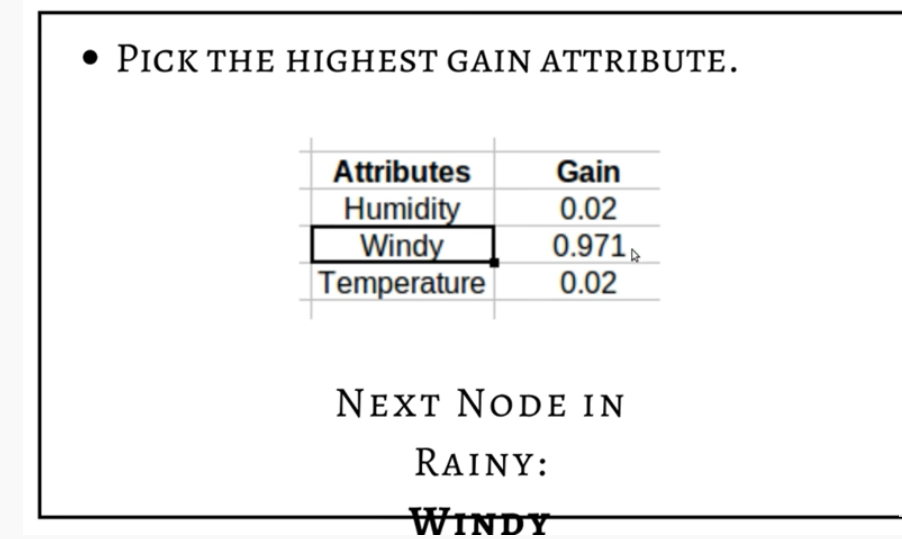 • Pick the highest gain attribute.
Attributes Gain
Humidity 0.02
Windy 0.971
Temperature 0.02
Next Node in
Rainy:
Windy